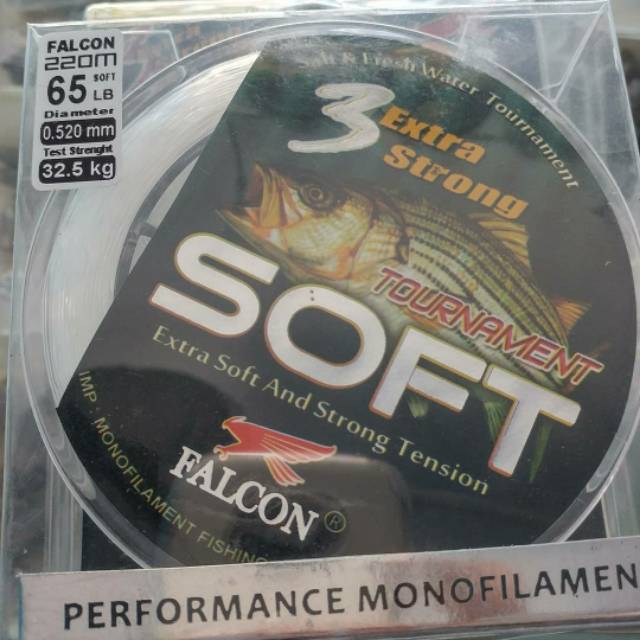 FALCON
220M
65 SOFT LB
Diameter
0.520 mm
Test Strenght
32.5 kg
& Fresh Water Tournament
3 Extra
Strong
TOURNAMENT
SOFT
Extra Soft And Strong Tension
FALCON ®
IMP : MONOFILAMENT FISHING
PERFORMANCE MONOFILAMEN